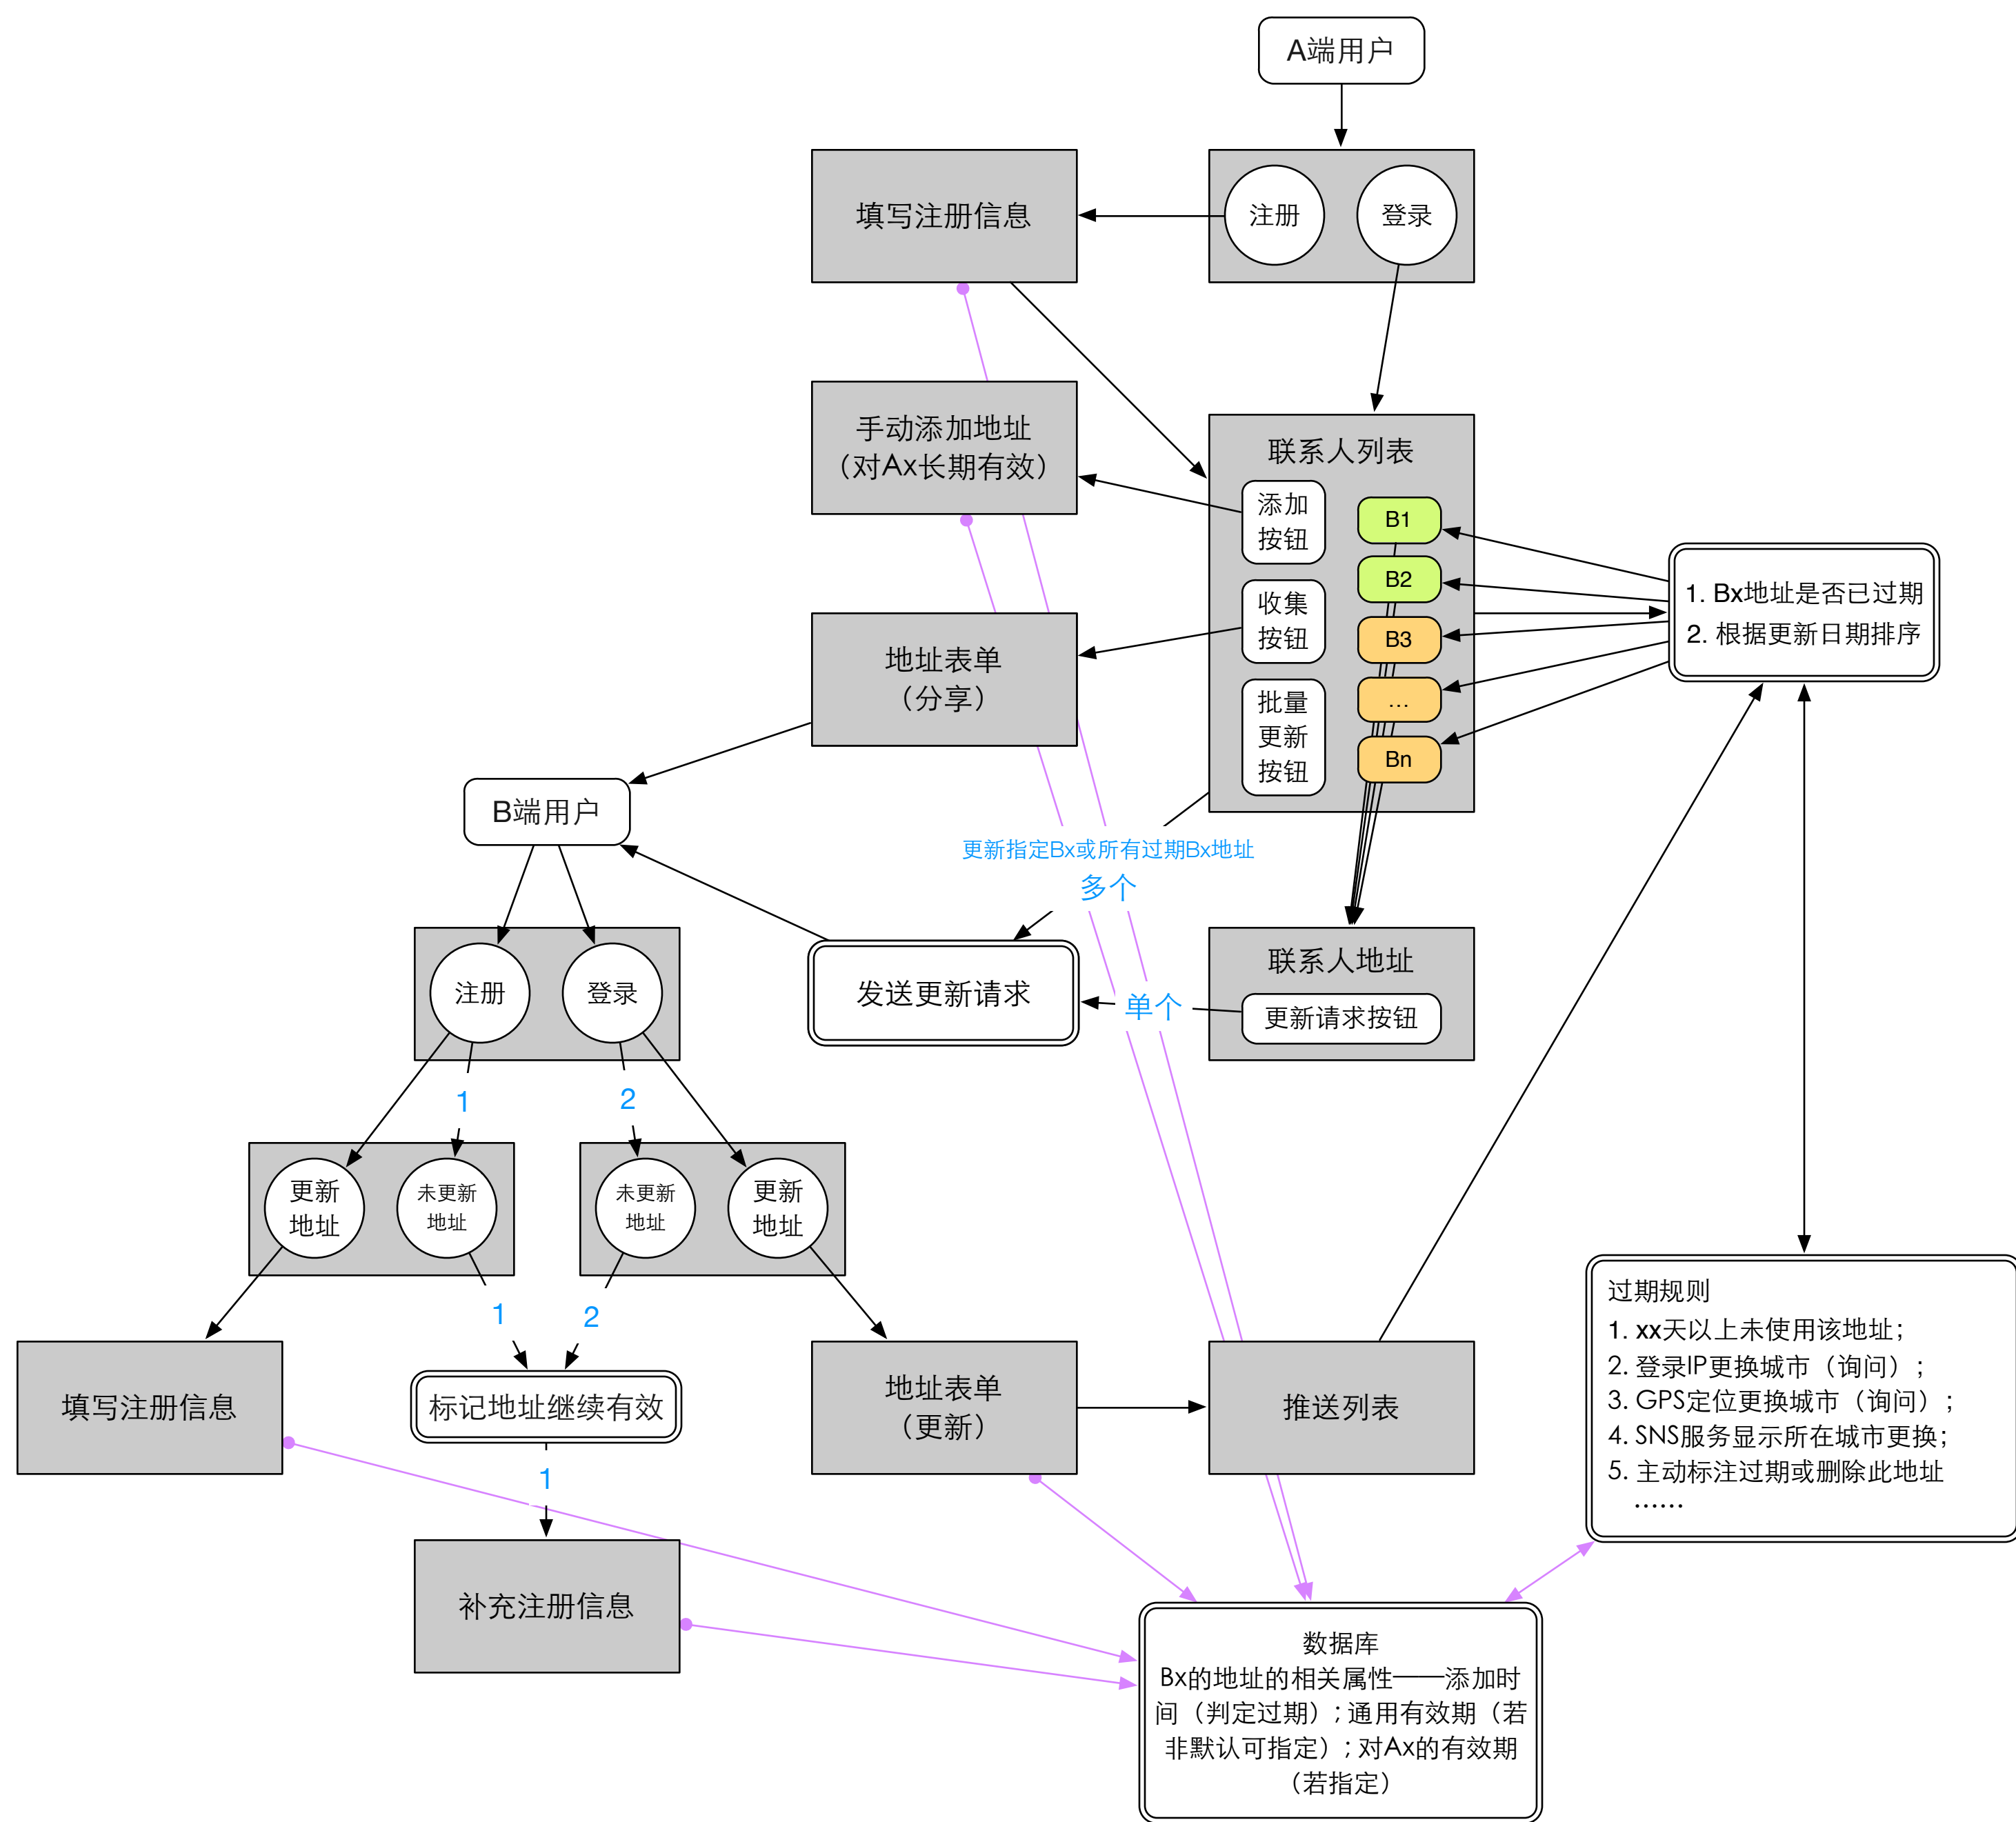 A端用户
填写注册信息
注册
登录
手动添加地址
（对Ax长期有效）
联系人列表
添加
按钮
收集
按钮
批量
更新
按钮
B1
B2
B3
...
Bn
1. Bx地址是否已过期
2. 根据更新日期排序
地址表单
（分享）
B端用户
更新指定Bx或所有过期Bx地址
多个
注册
登录
发送更新请求
单个
联系人地址
更新请求按钮
1
2
更新
地址
未更新
地址
未更新
地址
更新
地址
1
2
填写注册信息
标记地址继续有效
地址表单
（更新）
推送列表
过期规则
1. xx天以上未使用该地址；
2. 登录IP更换城市（询问）；
3. GPS定位更换城市（询问）；
4. SNS服务显示所在城市更换；
5. 主动标注过期或删除此地址
……
1
补充注册信息
数据库
Bx的地址的相关属性——添加时
间（判定过期）；通用有效期（若
非默认可指定）；对Ax的有效期
（若指定）